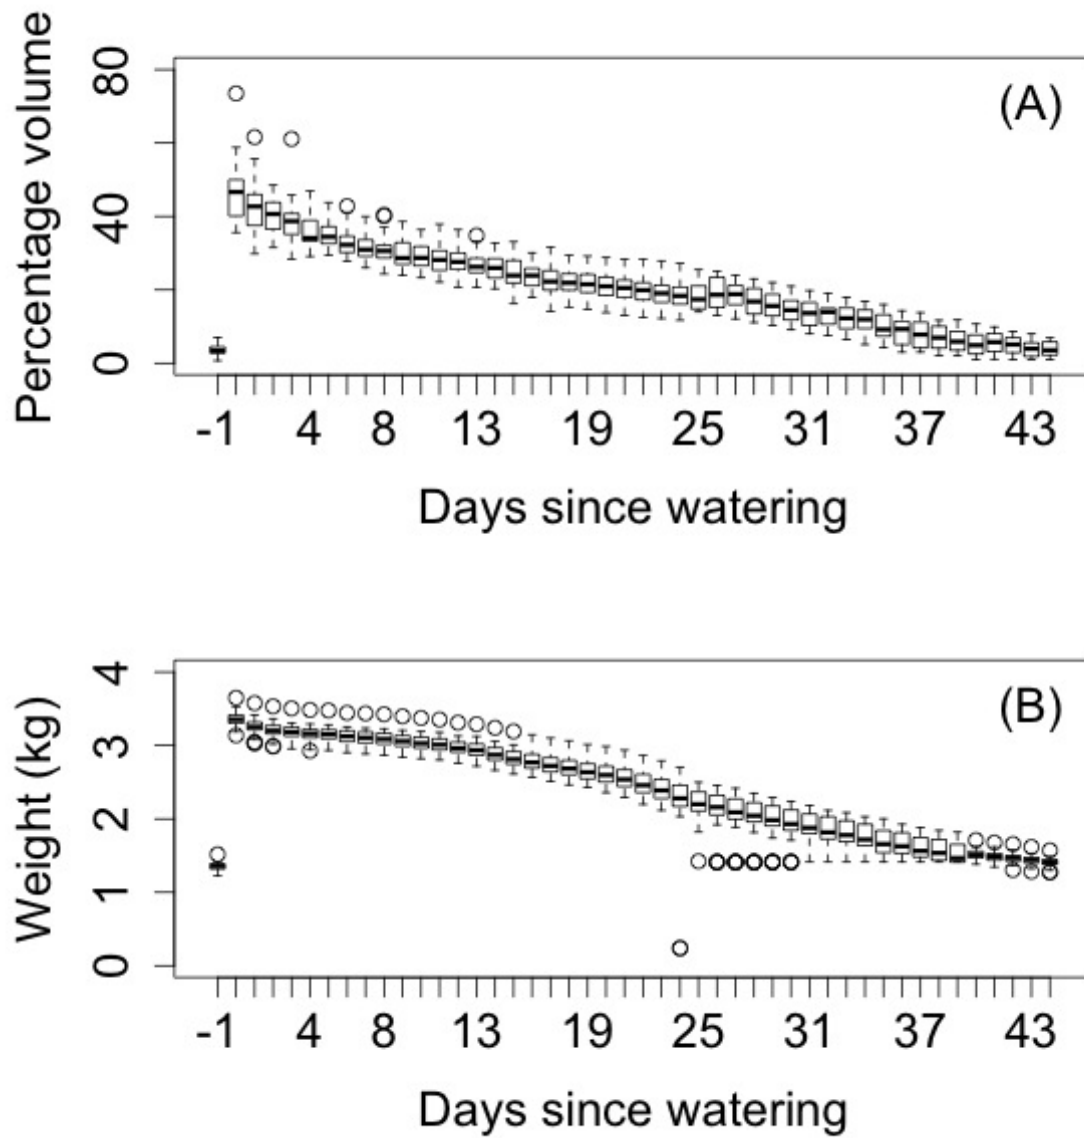 Percentage volume
80
40
0
(A)
-1 4 8 13 19 25 31 37 43
Days since watering
Weight (kg)
4
3
2
1
0
(B)
-1 4 8 13 19 25 31 37 43
Days since watering